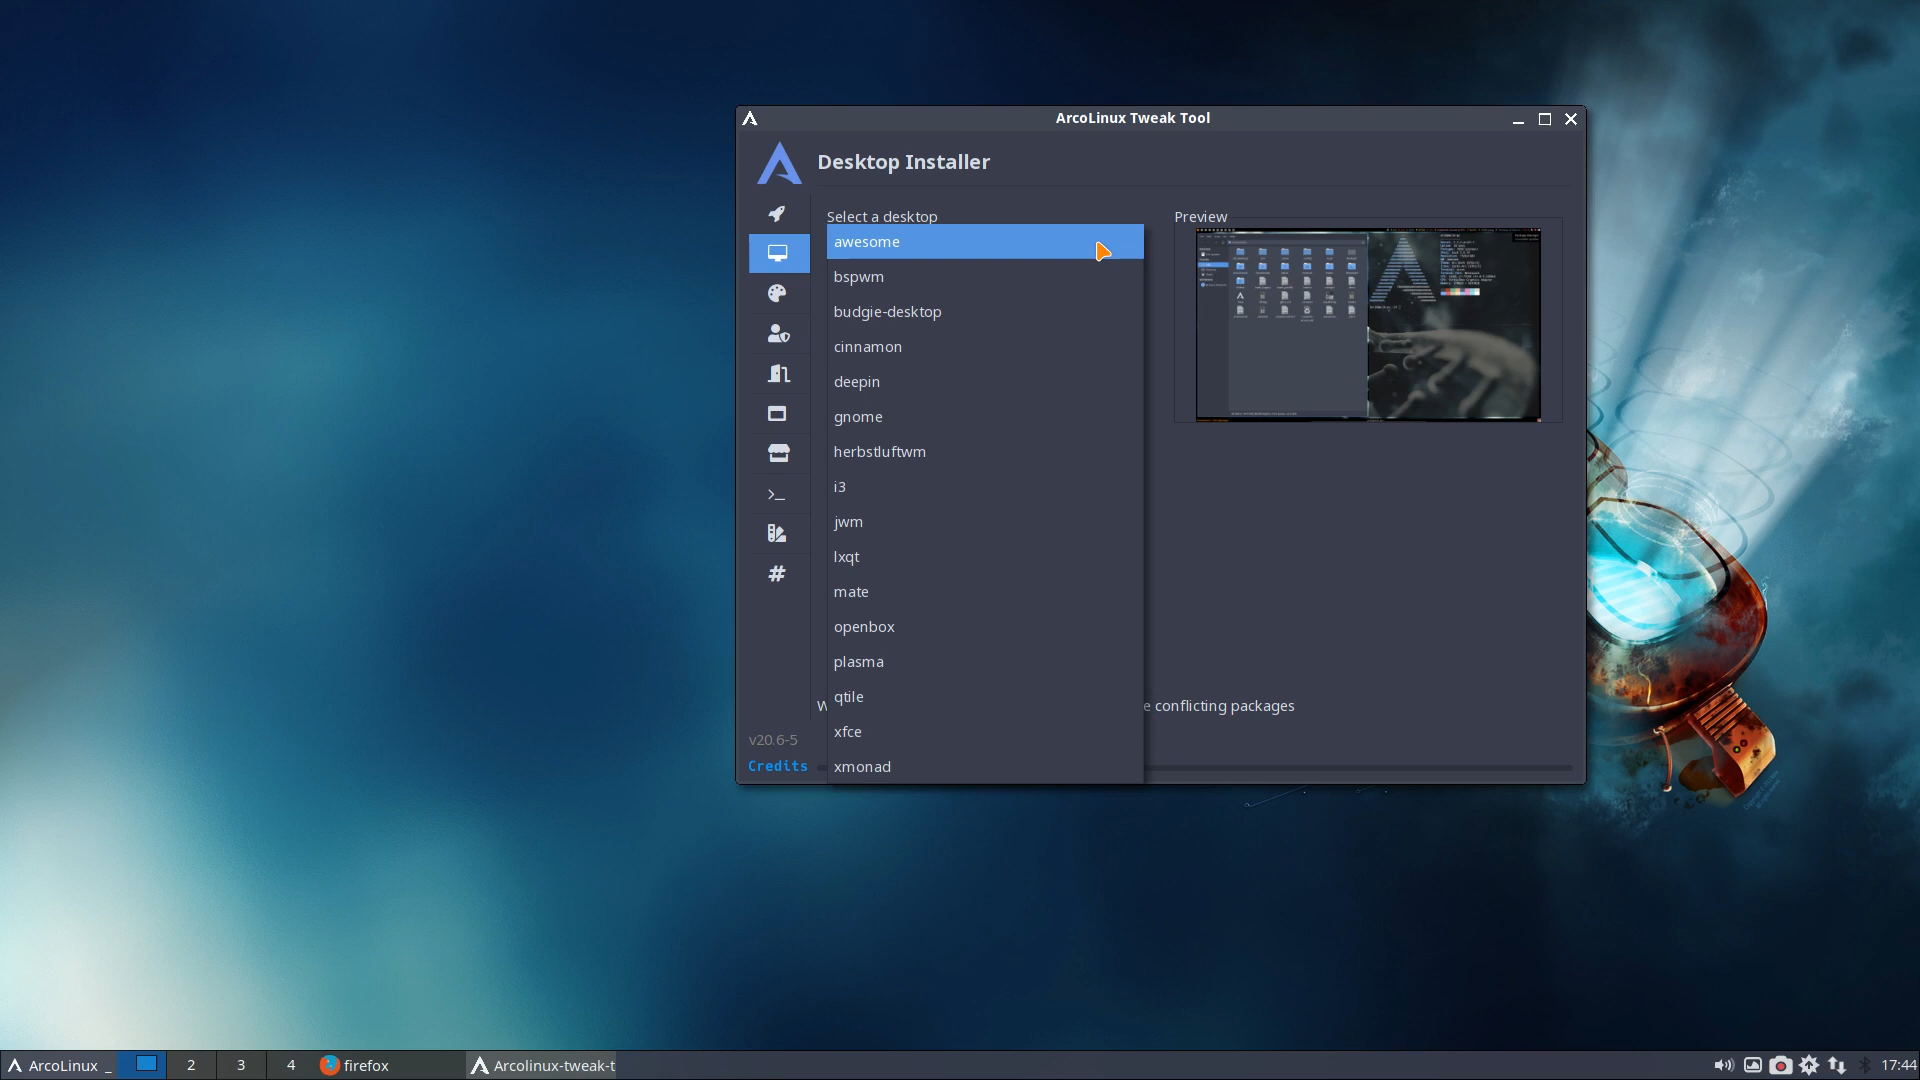 ArcoLinux Tweak Tool
Desktop Installer
Select a desktop
Preview
awesome
bspwm
budgie-desktop
cinnamon
deepin
gnome
herbstluftwm
i3
jwm
lxqt
mate
openbox
plasma
qtile
xfce
xmonad
W
e conflicting packages
v20.6-5
Credits
ArcoLinux _
2
3
4
firefox
Arcolinux-tweak-t
17:44